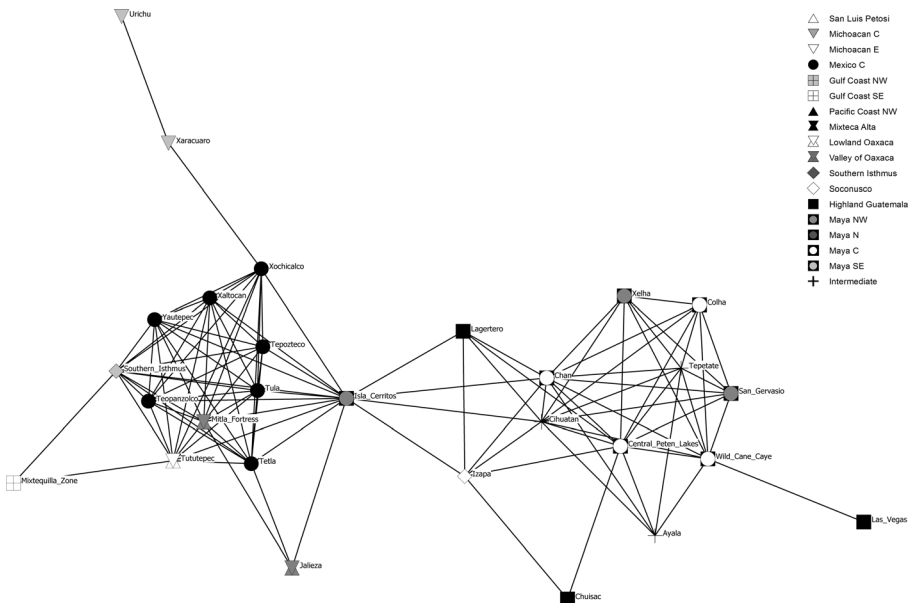 Urichu
San Luis Petosi
Michoacan C
Michoacan E
Mexico C
Gulf Coast NW
Gulf Coast SE
Pacific Coast NW
Mixteca Alta
Lowland Oaxaca
Valley of Oaxaca
Southern Isthmus
Soconusco
Highland Guatemala
Maya NW
Maya N
Maya C
Maya SE
Intermediate
Xaracuaro
Xochicalco
Xaltocan
Xelha
Colha
Yautepec
Lagertero
Tepozteco
Tepetate
Southern_Isthmus
Chan
Tula
San_Gervasio
Teopanzolco
Isla_Cerritos
Mitla_Fortress
Cihuatan
Central_Peten_Lakes
Tututepec
Tetla
Wild_Cane_Caye
Izapa
Mixtequilla_Zone
Las_Vegas
Ayala
Jalieza
Chuisac